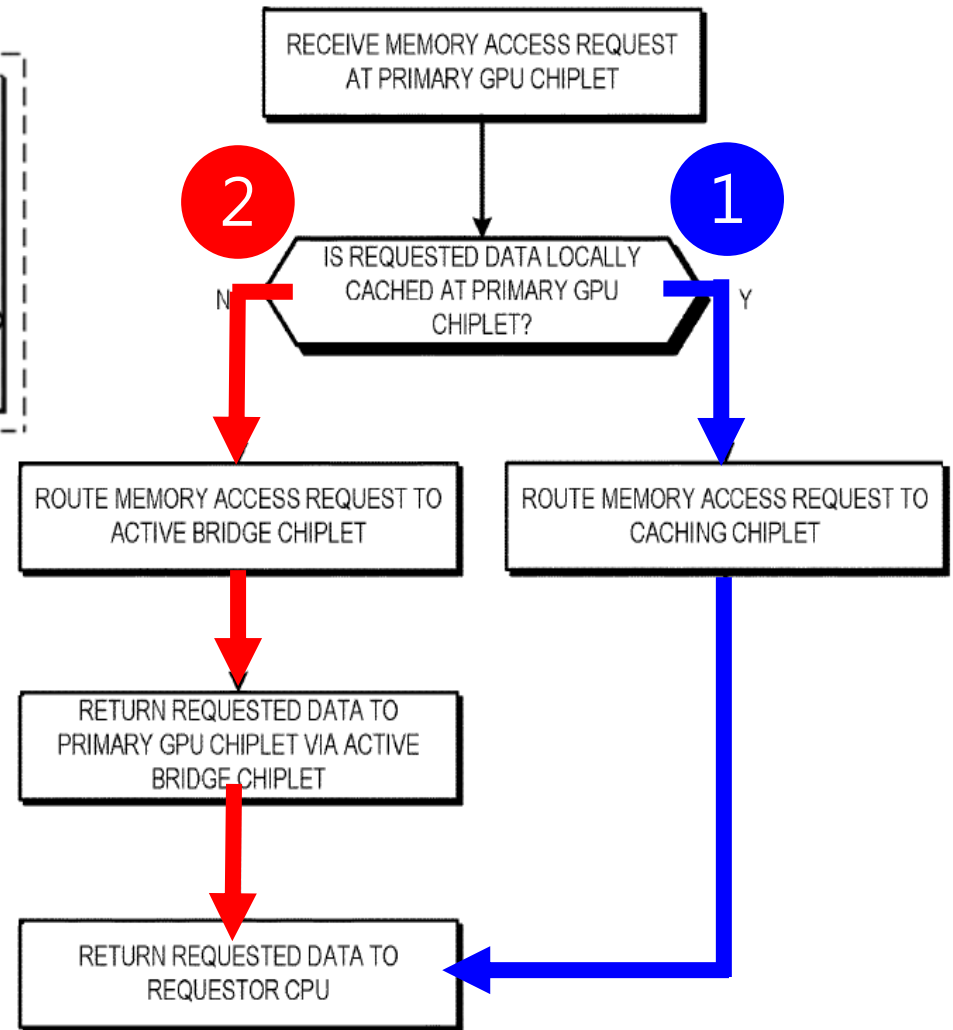 RECEIVE MEMORY ACCESS REQUEST
AT PRIMARY GPU CHIPLET
2
1
IS REQUESTED DATA LOCALLY
CACHED AT PRIMARY GPU
CHIPLET?
N
Y
ROUTE MEMORY ACCESS REQUEST TO
ACTIVE BRIDGE CHIPLET
ROUTE MEMORY ACCESS REQUEST TO
CACHING CHIPLET
RETURN REQUESTED DATA TO
PRIMARY GPU CHIPLET VIA ACTIVE
BRIDGE CHIPLET
RETURN REQUESTED DATA TO
REQUESTOR CPU